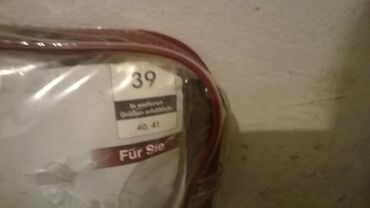 39
In weiteren
Größen erhältlich:
40, 41
Für Sie